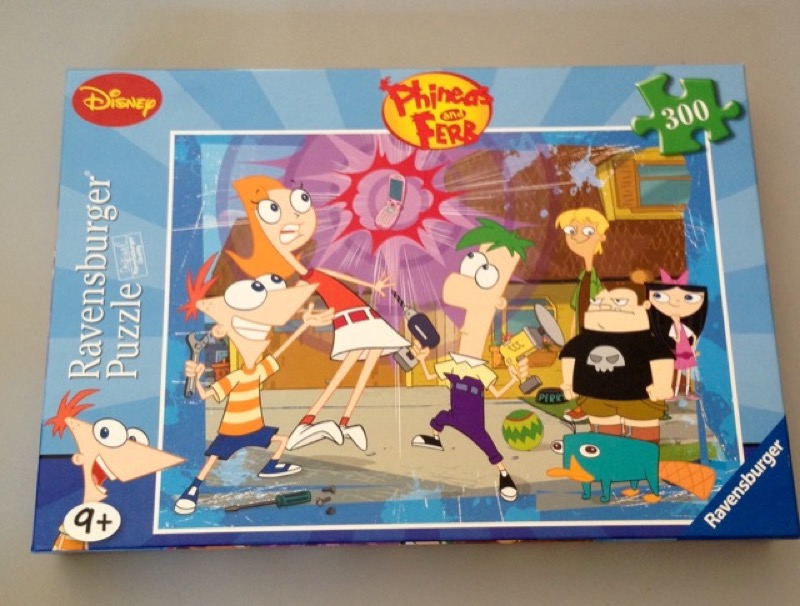 Disney
Phineas
and
Ferb
300
Ravensburger®
Puzzle
PERRY
9+
Ravensburger